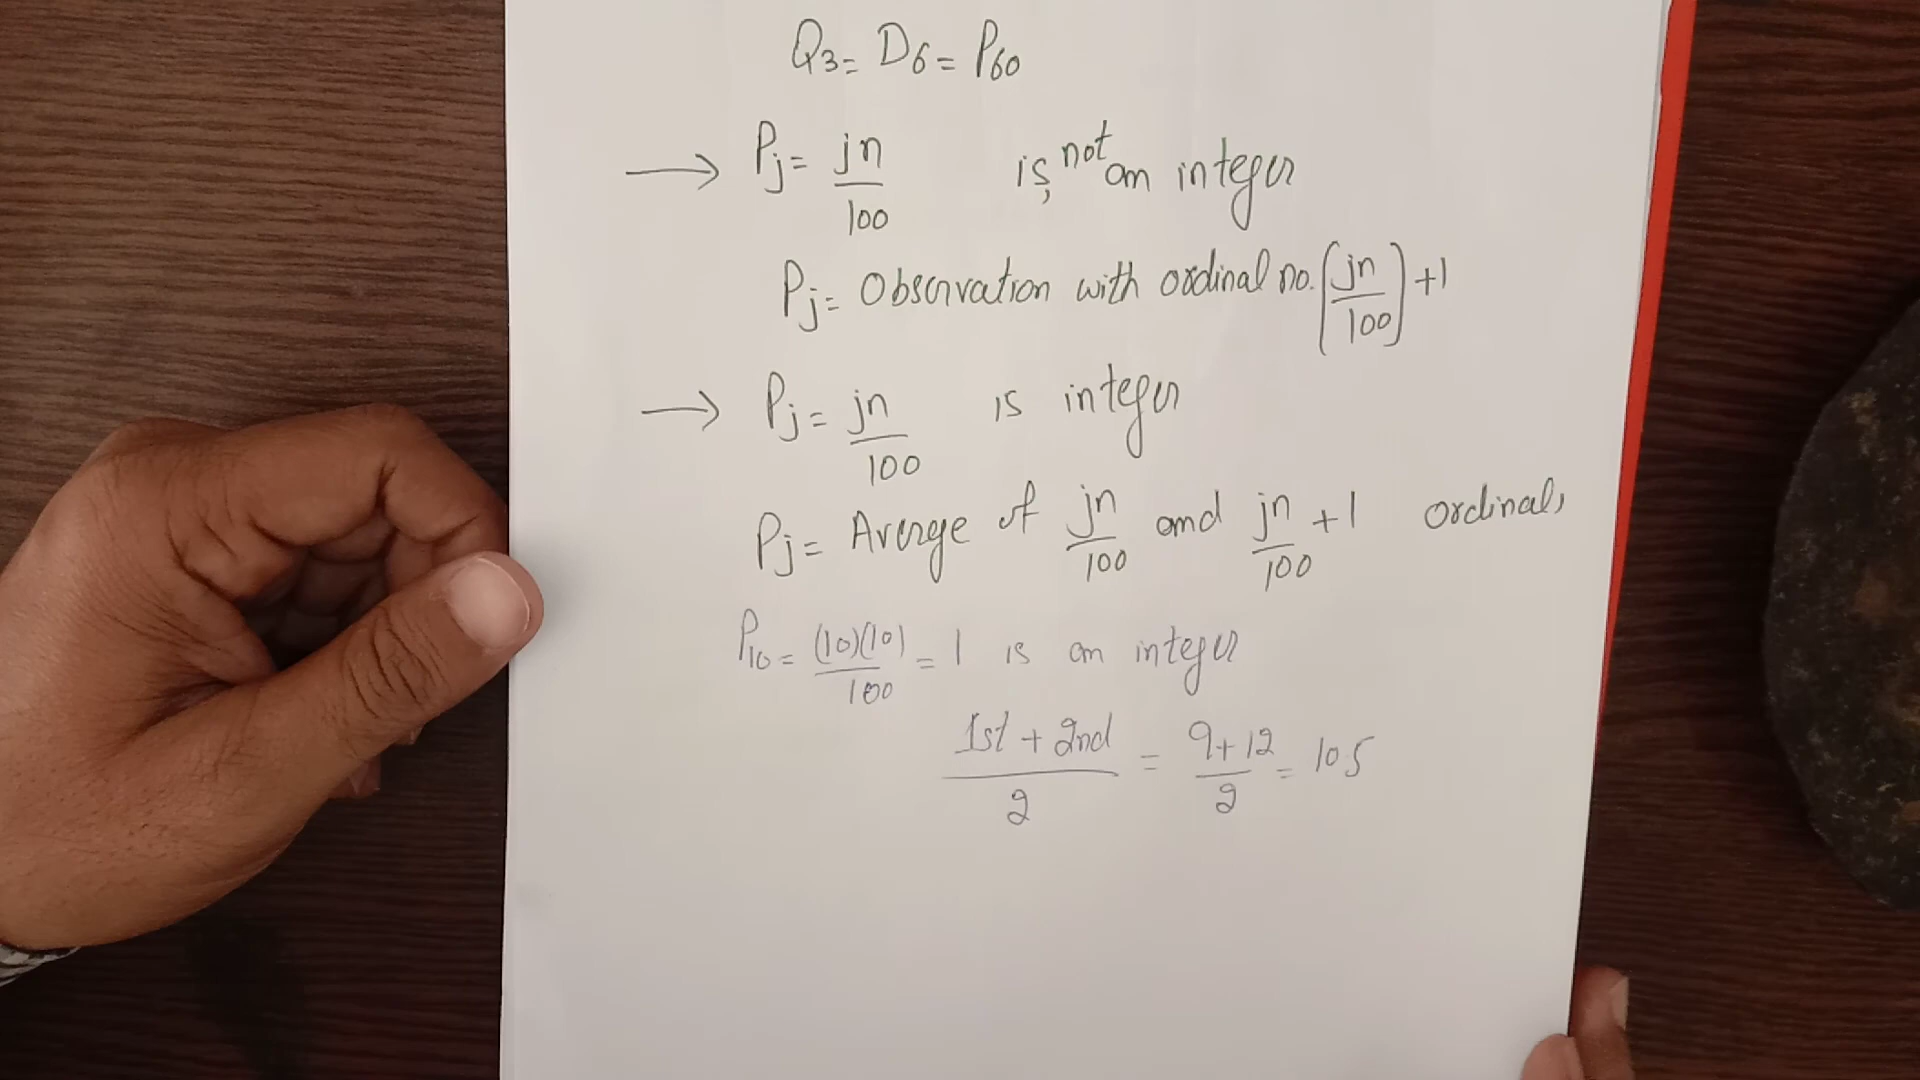 Q3 = D6 = P60
→ Pj = jn/100 is not an integer
Pj = Observation with ordinal no. [jn/100] + 1
→ Pj = jn/100 is integer
Pj = Average of jn/100 and jn/100 + 1 ordinals
P10 = (10)(10)/100 = 1 is an integer
1st + 2nd/2 = 9+12/2 = 10.5